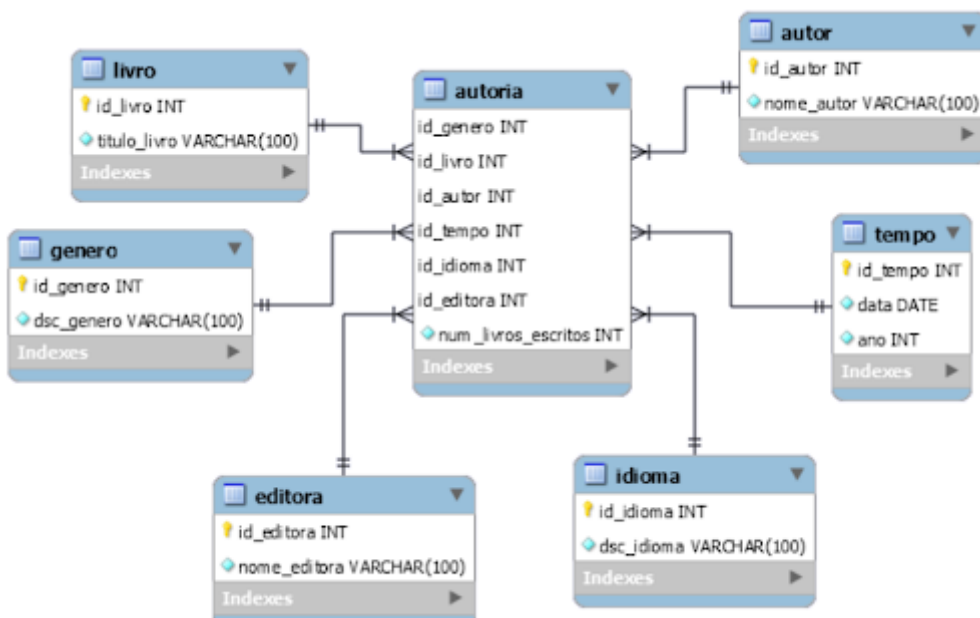 livro
id_livro INT
titulo_livro VARCHAR(100)
Indexes
genero
id_genero INT
dsc_genero VARCHAR(100)
Indexes
autoria
id_genero INT
id_livro INT
id_autor INT
id_tempo INT
id_idioma INT
id_editora INT
num_livros_escritos INT
Indexes
autor
id_autor INT
nome_autor VARCHAR(100)
Indexes
tempo
id_tempo INT
data DATE
ano INT
Indexes
editora
id_editora INT
nome_editora VARCHAR(100)
Indexes
idioma
id_idioma INT
dsc_idioma VARCHAR(100)
Indexes